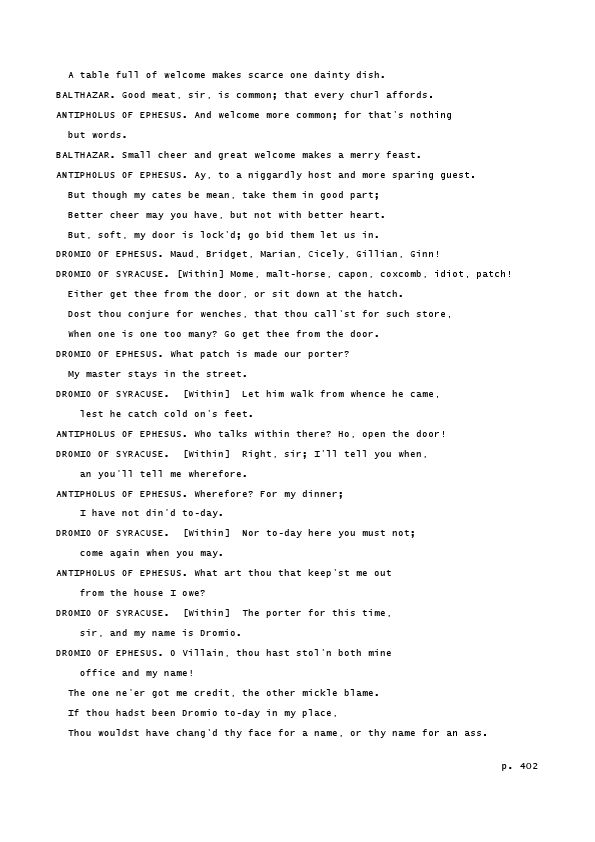 A table full of welcome makes scarce one dainty dish.
BALTHAZAR. Good meat, sir, is common; that every churl affords.
ANTIPHOLUS OF EPHESUS. And welcome more common; for that's nothing
but words.
BALTHAZAR. Small cheer and great welcome makes a merry feast.
ANTIPHOLUS OF EPHESUS. Ay, to a niggardly host and more sparing guest.
But though my cates be mean, take them in good part;
Better cheer may you have, but not with better heart.
But, soft, my door is lock'd; go bid them let us in.
DROMIO OF EPHESUS. Maud, Bridget, Marian, Cicely, Gillian, Ginn!
DROMIO OF SYRACUSE. [Within] Mome, malt-horse, capon, coxcomb, idiot, patch!
Either get thee from the door, or sit down at the hatch.
Dost thou conjure for wenches, that thou call'st for such store,
When one is one too many? Go get thee from the door.
DROMIO OF EPHESUS. What patch is made our porter?
My master stays in the street.
DROMIO OF SYRACUSE.  [Within]  Let him walk from whence he came,
lest he catch cold on's feet.
ANTIPHOLUS OF EPHESUS. Who talks within there? Ho, open the door!
DROMIO OF SYRACUSE.  [Within]  Right, sir; I'll tell you when,
an you'll tell me wherefore.
ANTIPHOLUS OF EPHESUS. Wherefore? For my dinner;
I have not din'd to-day.
DROMIO OF SYRACUSE.  [Within]  Nor to-day here you must not;
come again when you may.
ANTIPHOLUS OF EPHESUS. What art thou that keep'st me out
from the house I owe?
DROMIO OF SYRACUSE.  [Within]  The porter for this time,
sir, and my name is Dromio.
DROMIO OF EPHESUS. O Villain, thou hast stol'n both mine
office and my name!
The one ne'er got me credit, the other mickle blame.
If thou hadst been Dromio to-day in my place,
Thou wouldst have chang'd thy face for a name, or thy name for an ass.
p. 402